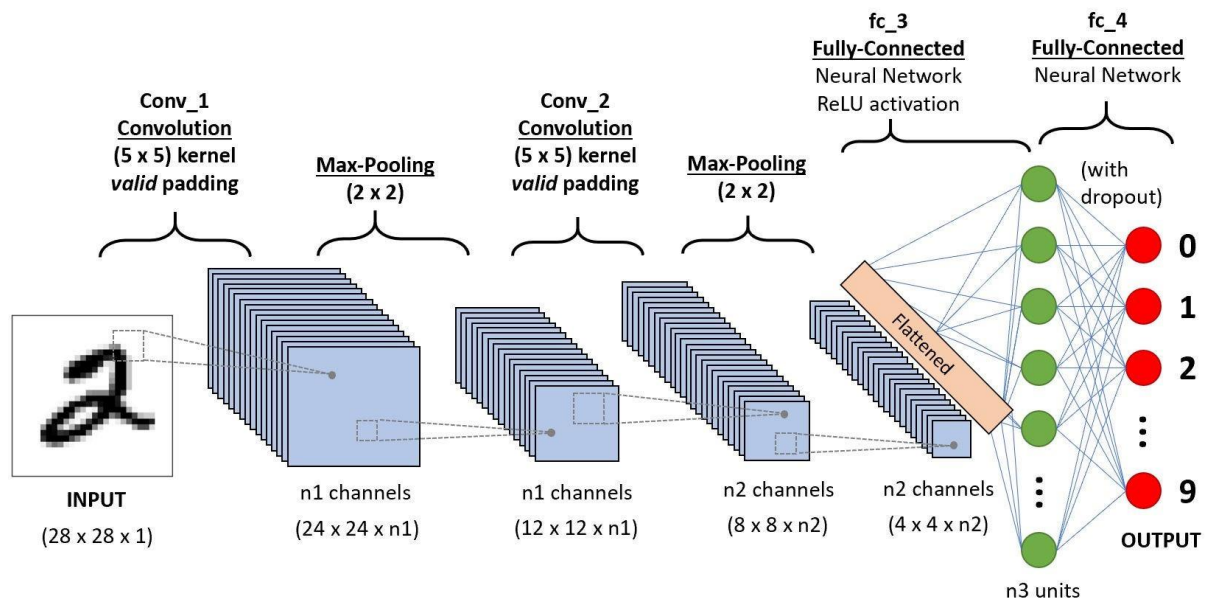 Conv_1
Convolution
(5 x 5) kernel
valid padding
Max-Pooling
(2 x 2)
Conv_2
Convolution
(5 x 5) kernel
valid padding
Max-Pooling
(2 x 2)
fc_3
Fully-Connected
Neural Network
ReLU activation
fc_4
Fully-Connected
Neural Network
(with
dropout)
2
INPUT
(28 x 28 x 1)
n1 channels
(24 x 24 x n1)
n1 channels
(12 x 12 x n1)
n2 channels
(8 x 8 x n2)
n2 channels
(4 x 4 x n2)
Flattened
n3 units
0
1
2
9
OUTPUT